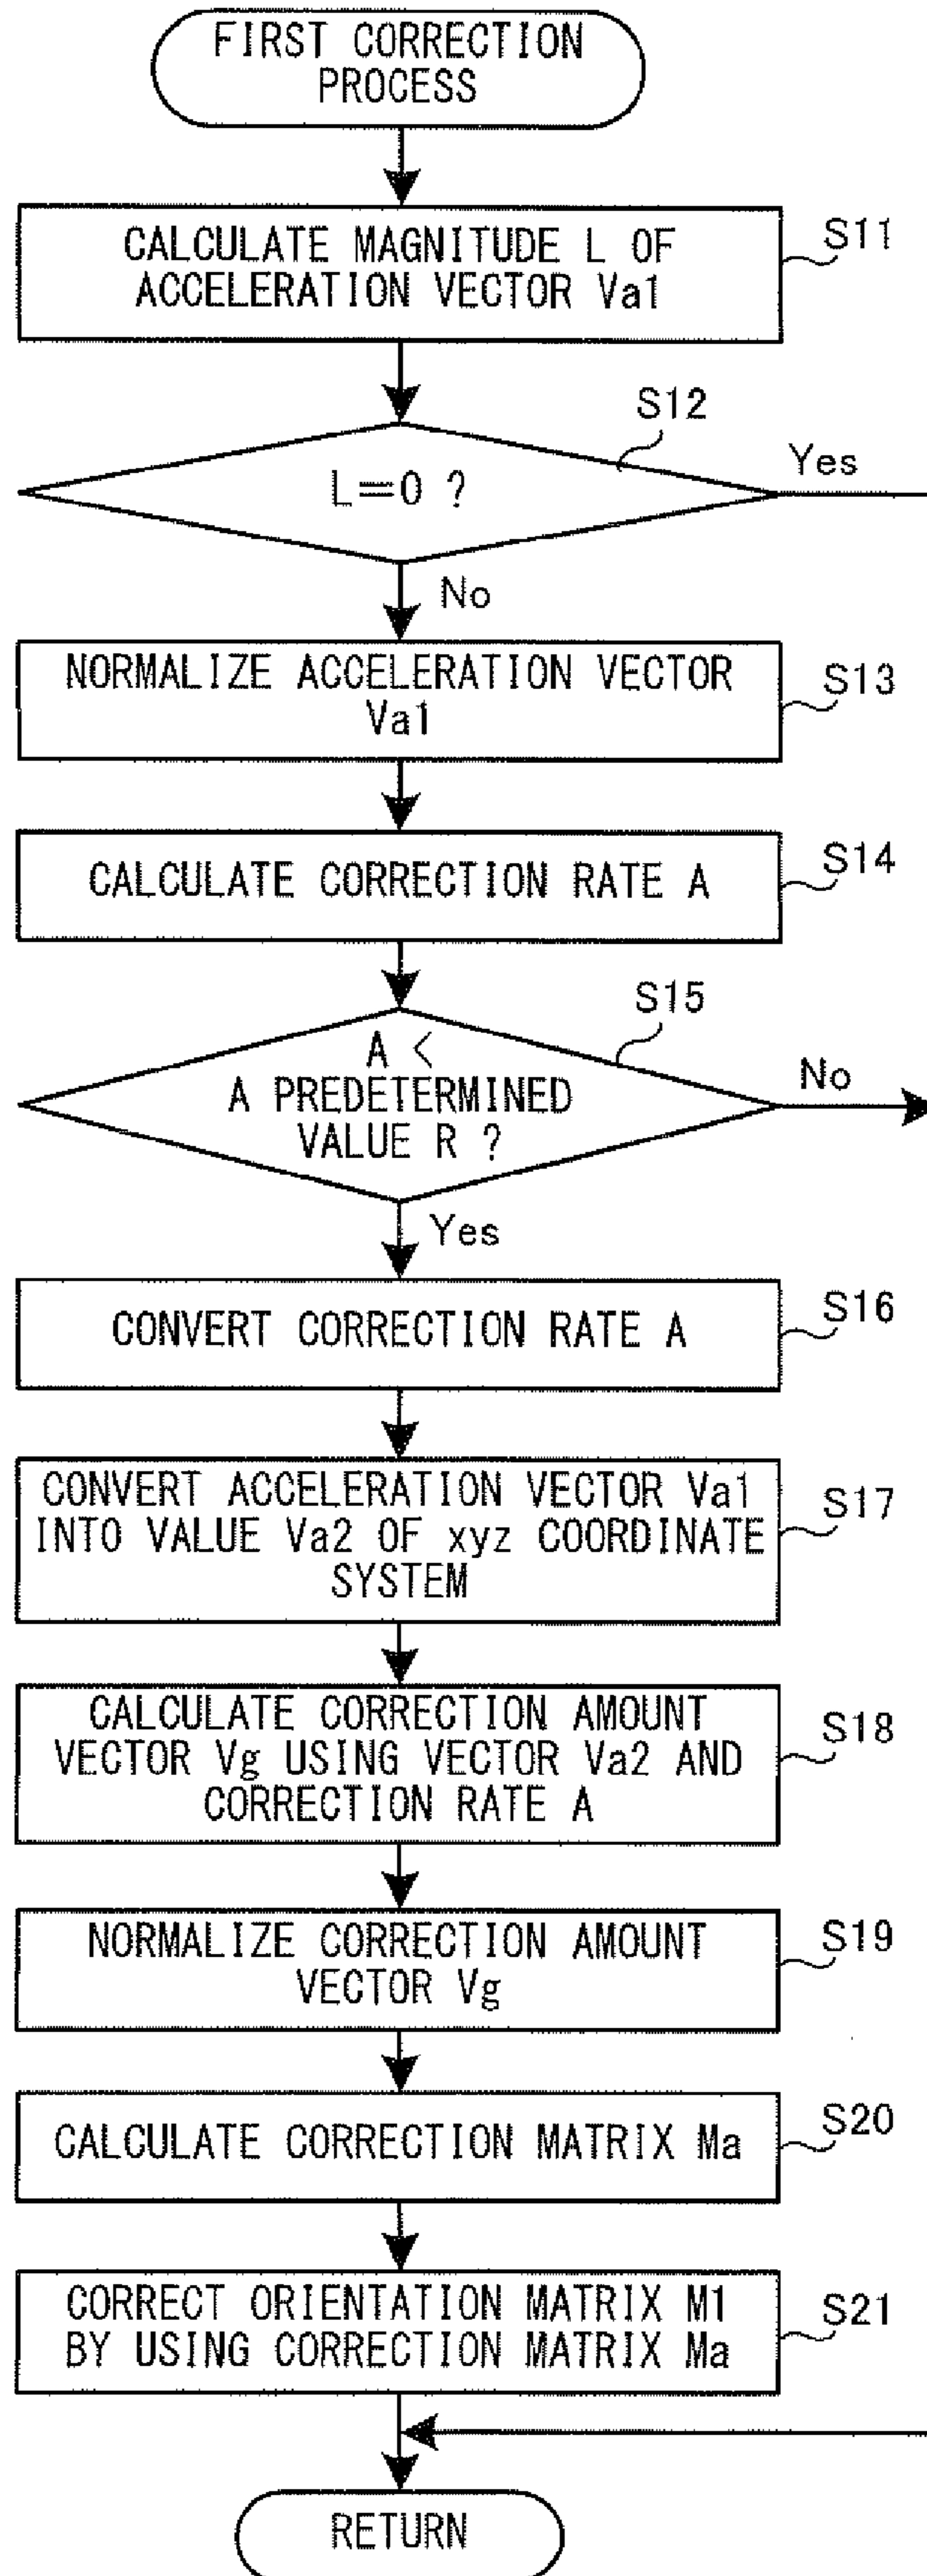 FIRST CORRECTION
PROCESS
CALCULATE MAGNITUDE L OF
ACCELERATION VECTOR Va1
S11
S12
L=0 ?
Yes
No
NORMALIZE ACCELERATION VECTOR
Va1
S13
CALCULATE CORRECTION RATE A
S14
S15
A <
A PREDETERMINED
VALUE R ?
No
Yes
CONVERT CORRECTION RATE A
S16
CONVERT ACCELERATION VECTOR Va1
INTO VALUE Va2 OF xyz COORDINATE
SYSTEM
S17
CALCULATE CORRECTION AMOUNT
VECTOR Vg USING VECTOR Va2 AND
CORRECTION RATE A
S18
NORMALIZE CORRECTION AMOUNT
VECTOR Vg
S19
CALCULATE CORRECTION MATRIX Ma
S20
CORRECT ORIENTATION MATRIX M1
BY USING CORRECTION MATRIX Ma
S21
RETURN